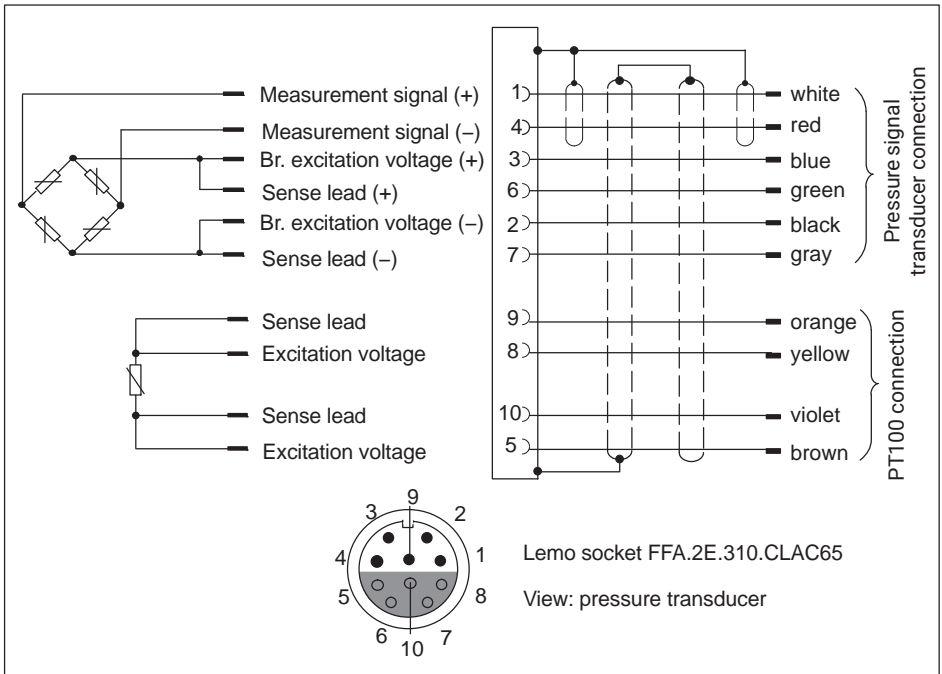 Measurement signal (+)
Measurement signal (−)
Br. excitation voltage (+)
Sense lead (+)
Br. excitation voltage (−)
Sense lead (−)
1
4
3
6
2
7
white
red
blue
green
black
gray
Pressure signal
transducer connection
Sense lead
Excitation voltage
Sense lead
Excitation voltage
9
8
10
5
orange
yellow
violet
brown
PT100 connection
9
3
2
4
1
5
8
6
7
10
Lemo socket FFA.2E.310.CLAC65
View: pressure transducer